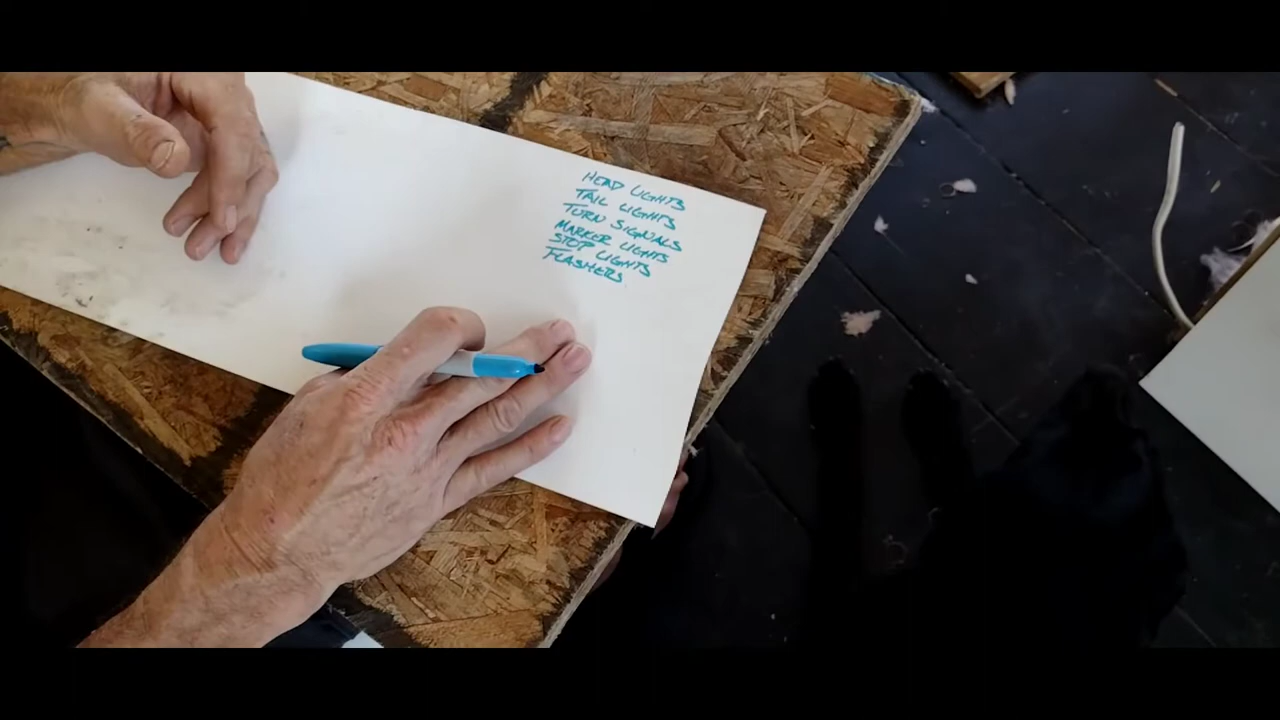 HEAD LIGHTS
TAIL LIGHTS
TURN SIGNALS
MARKER LIGHTS
STOP LIGHTS
FLASHERS